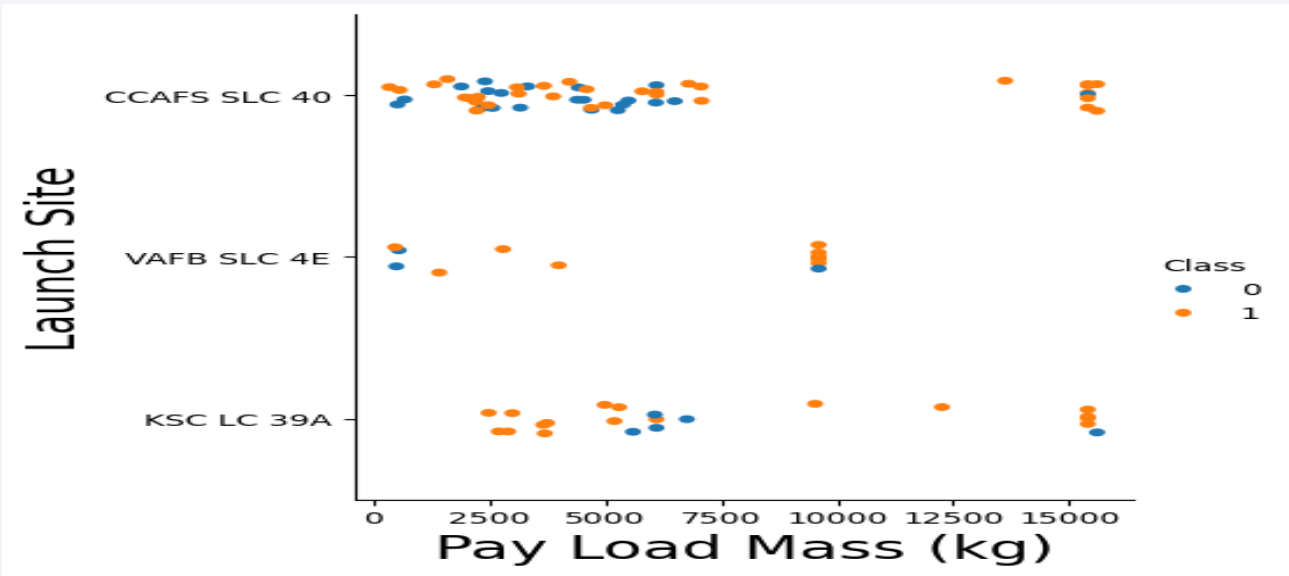 Launch Site
CCAFS SLC 40
VAFB SLC 4E
KSC LC 39A
0 2500 5000 7500 10000 12500 15000
Pay Load Mass (kg)
Class
0
1